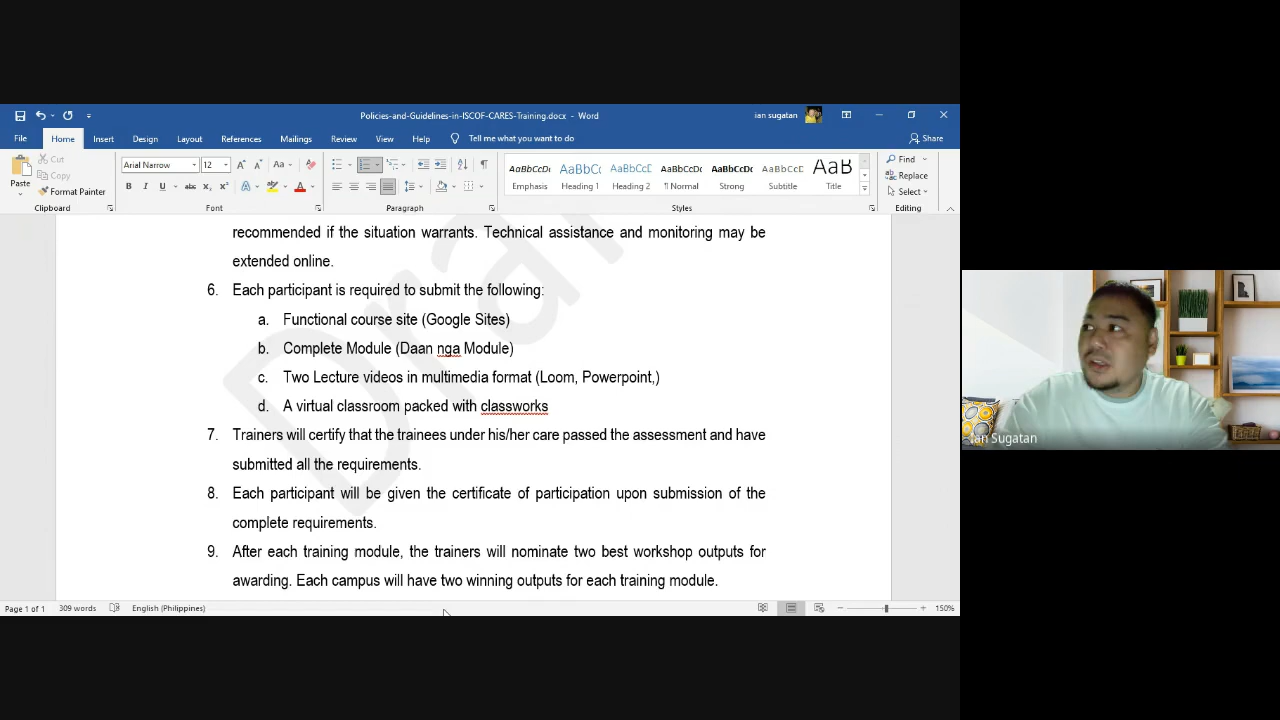 Policies-and-Guidelines-in-ISCOF-CARES-Training.docx - Word
ian sugatan
File Home Insert Design Layout References Mailings Review View Help Tell me what you want to do Share
Paste
Cut
Copy
Format Painter
Clipboard
Arial Narrow 12
Font
Paragraph
AaBbCcDc AaBbCc AaBbCcD AaBbCcDc AaBbCcDc AaBbCcDc AaB
Emphasis Heading 1 Heading 2 ¶ Normal Strong Subtitle Title
Styles
Find
Replace
Select
Editing
recommended if the situation warrants. Technical assistance and monitoring may be
extended online.
6. Each participant is required to submit the following:
a. Functional course site (Google Sites)
b. Complete Module (Daan nga Module)
c. Two Lecture videos in multimedia format (Loom, Powerpoint,)
d. A virtual classroom packed with classworks
7. Trainers will certify that the trainees under his/her care passed the assessment and have
submitted all the requirements.
8. Each participant will be given the certificate of participation upon submission of the
complete requirements.
9. After each training module, the trainers will nominate two best workshop outputs for
awarding. Each campus will have two winning outputs for each training module.
Page 1 of 1 309 words English (Philippines) 150%
Ian Sugatan